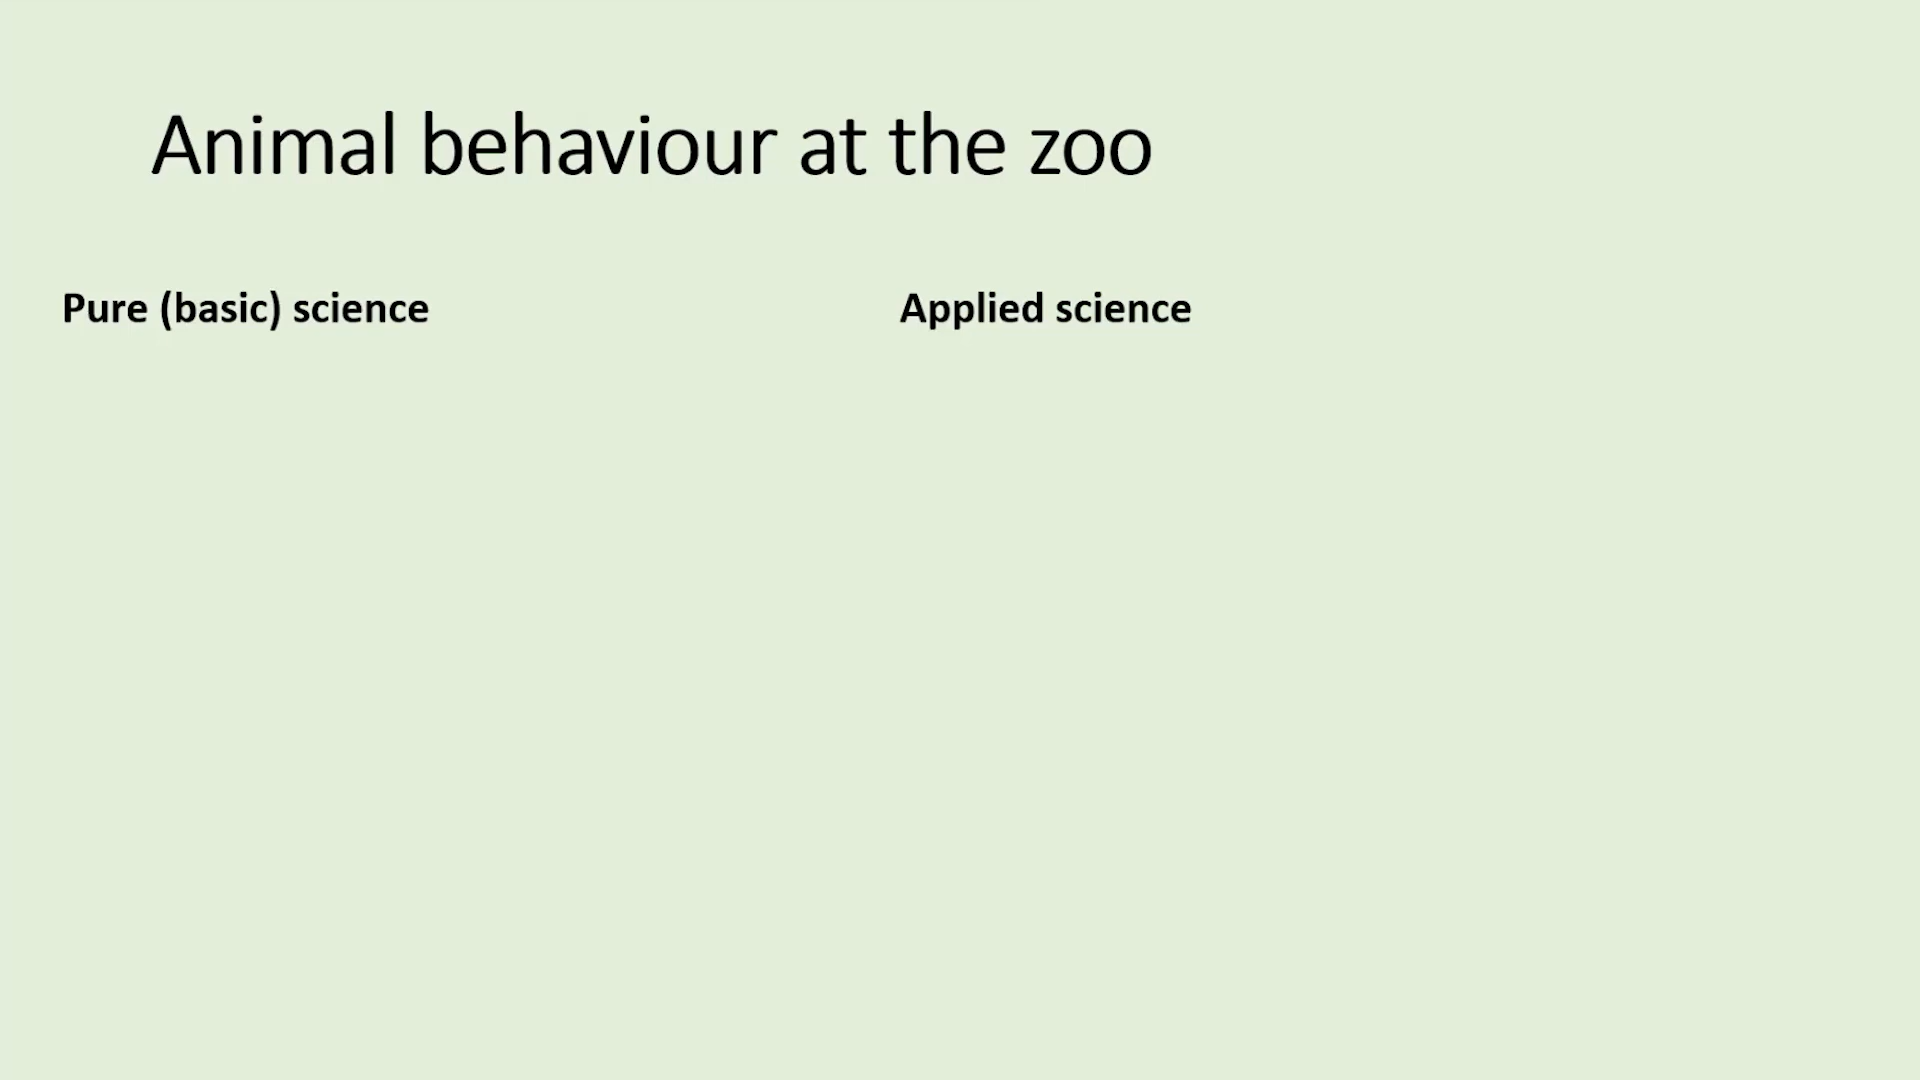 Animal behaviour at the zoo
Pure (basic) science
Applied science